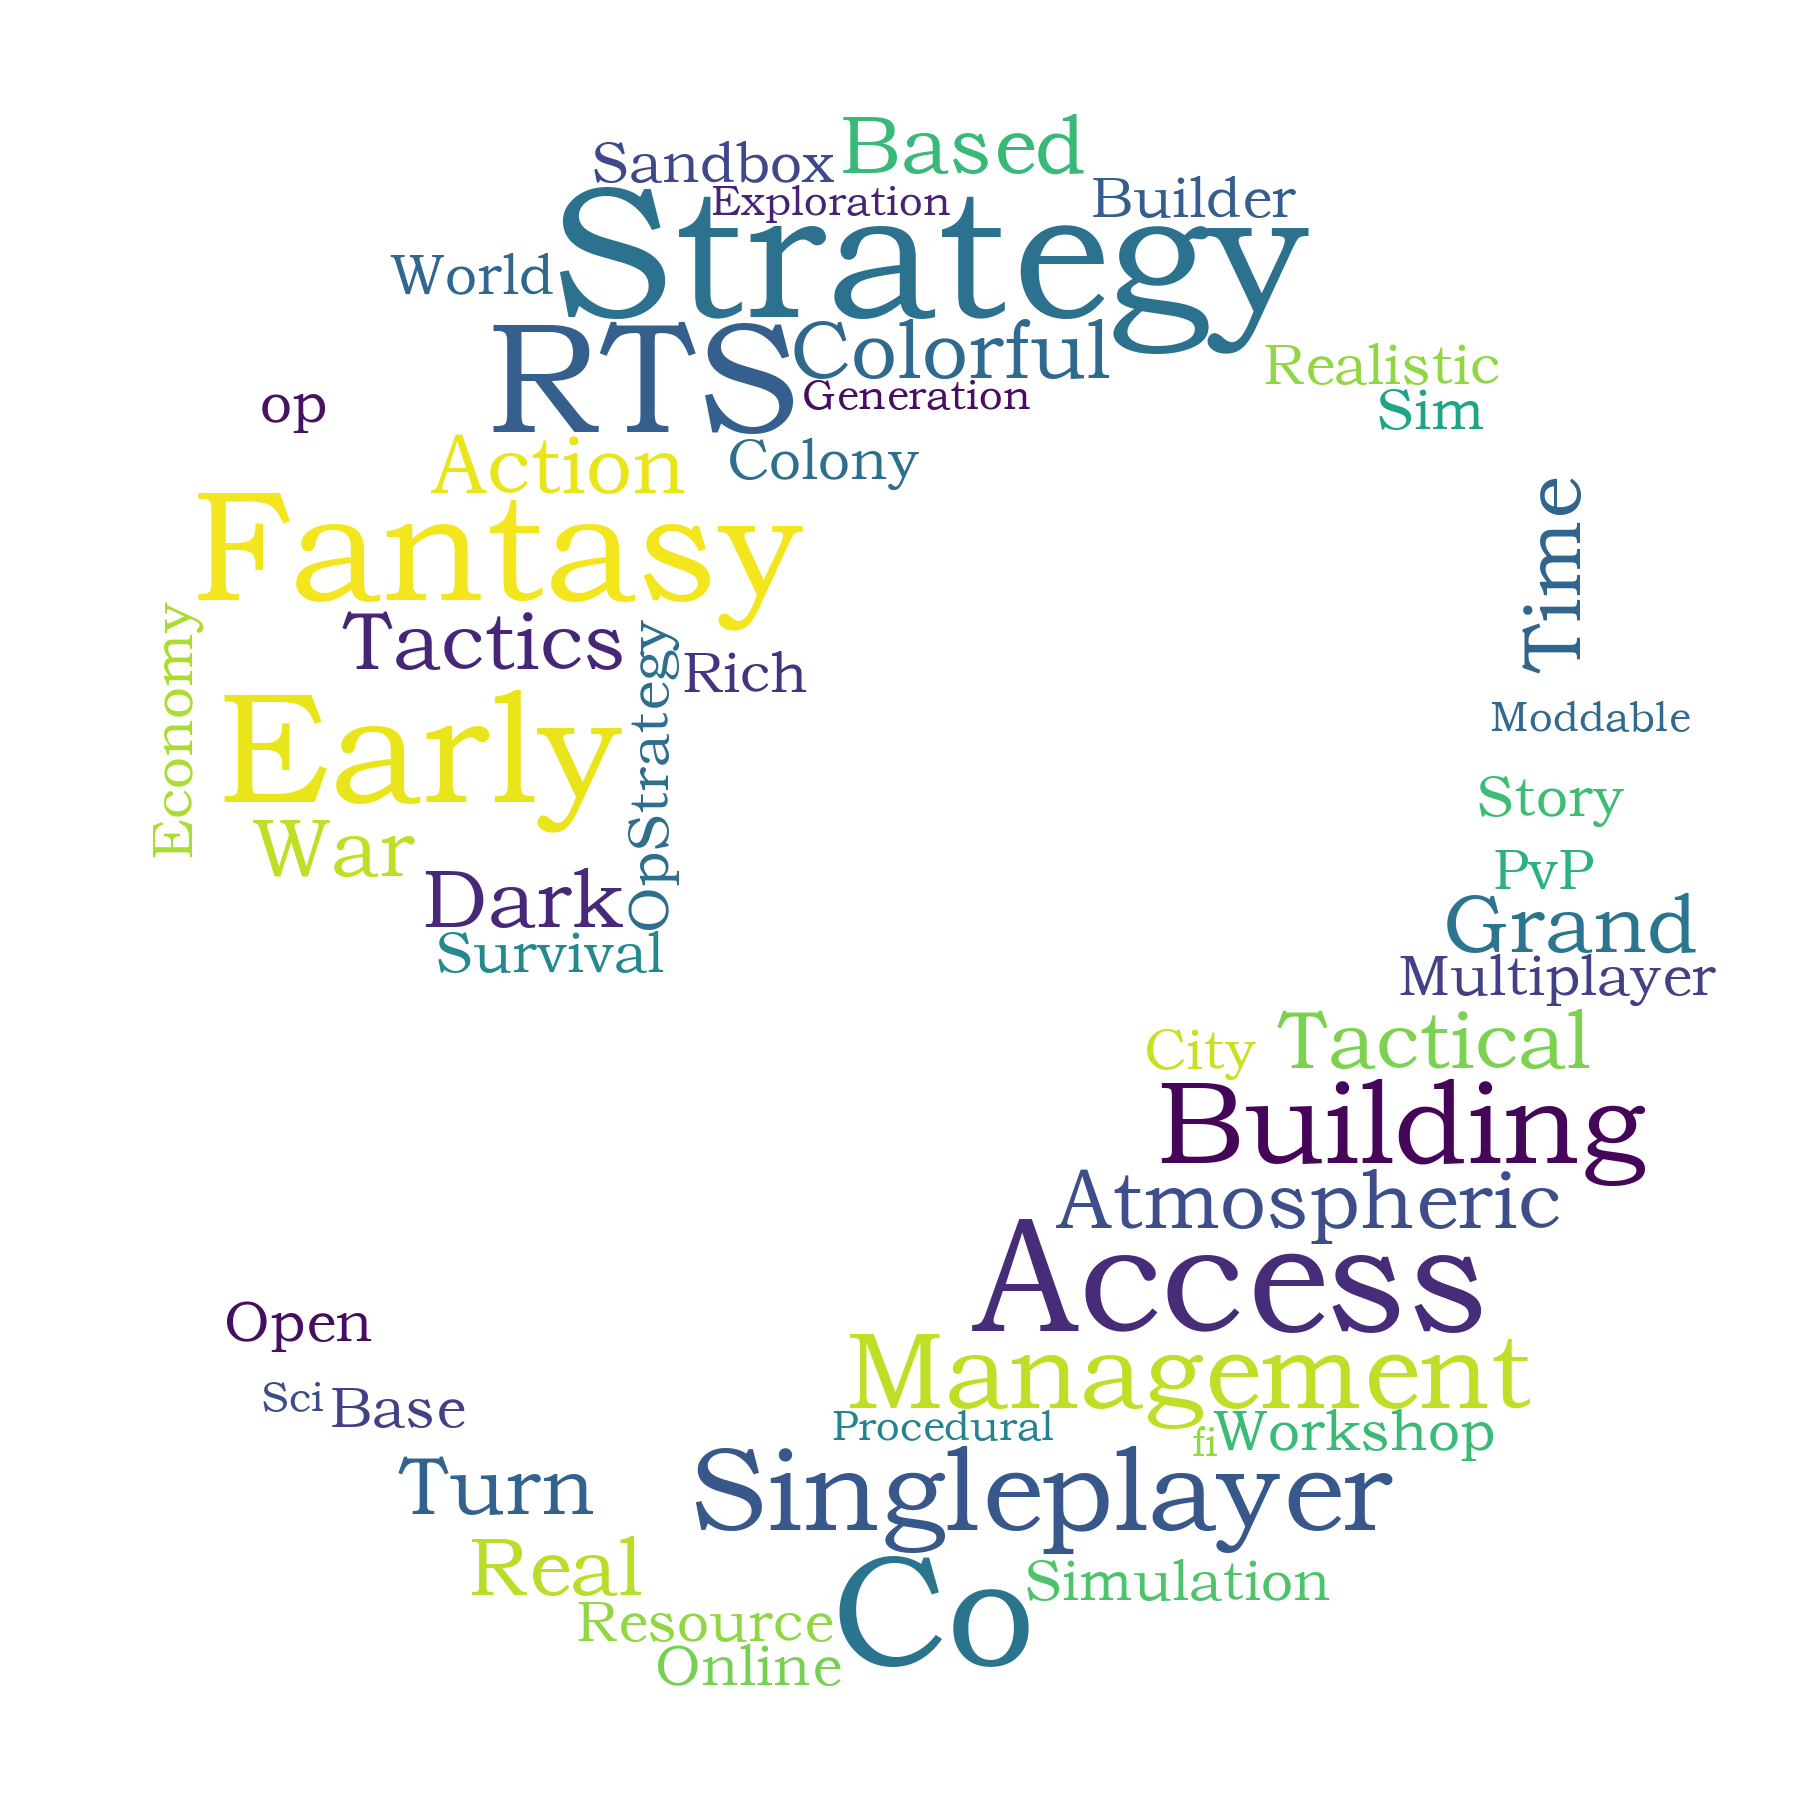 Based
Sandbox
Exploration
Builder
Strategy
World
RTS
Colorful
Realistic
Generation
Sim
op
Action
Colony
Fantasy
Time
Tactics
Economy
OpStrategy
Rich
Moddable
Early
Story
War
PvP
Dark
Grand
Survival
Multiplayer
City
Tactical
Building
Atmospheric
Access
Open
Management
Sci
Base
Procedural
fi
Workshop
Turn
Singleplayer
Real
Co
Simulation
Resource
Online